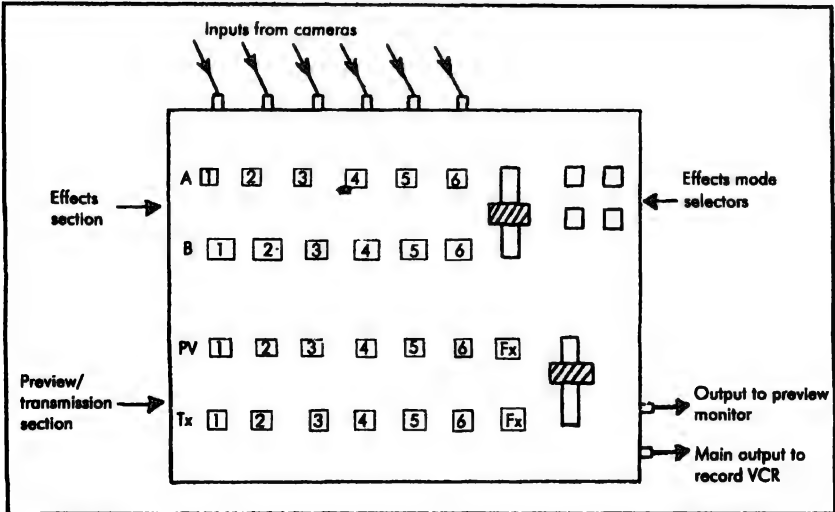 Inputs from cameras
A 1 2 3 4 5 6
Effects
section
Effects mode
selectors
B 1 2 3 4 5 6
PV 1 2 3 4 5 6 Fx
Preview/
transmission
section
Output to preview
monitor
Tx 1 2 3 4 5 6 Fx
Main output to
record VCR